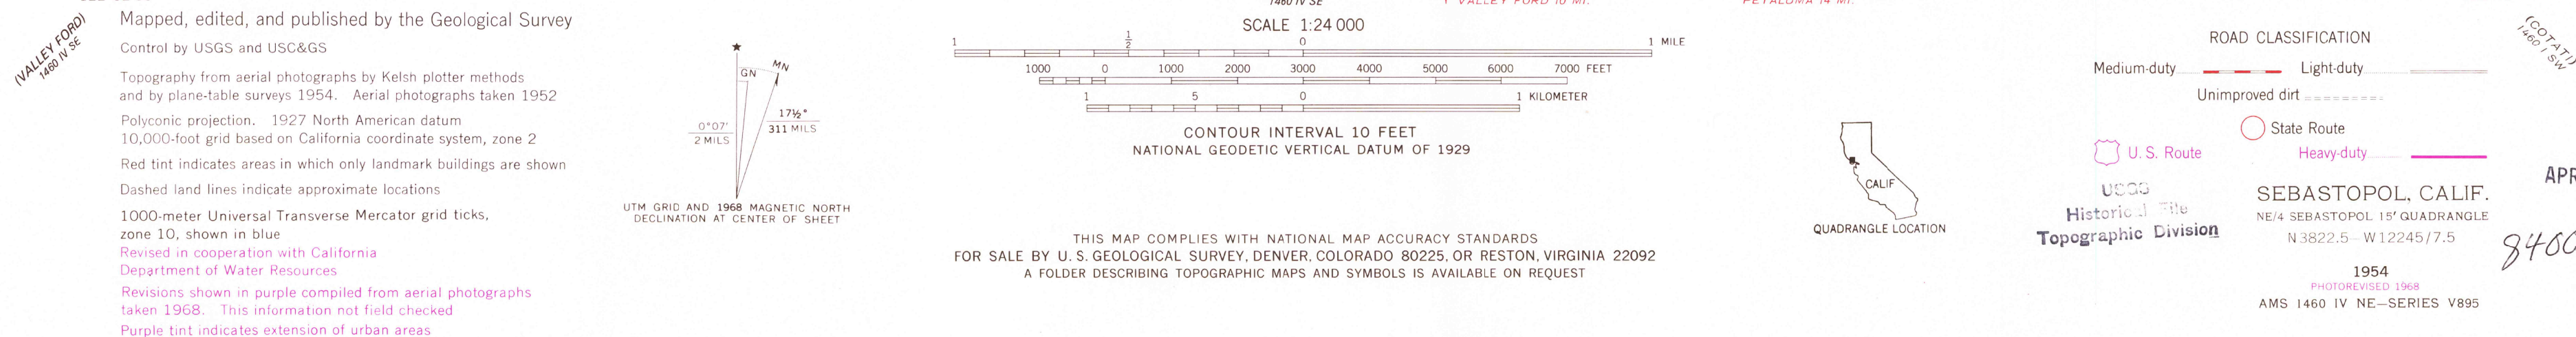 (VALLEY FORD)
1460 IV SE
Mapped, edited, and published by the Geological Survey
Control by USGS and USC&GS
Topography from aerial photographs by Kelsh plotter methods
and by plane-table surveys 1954. Aerial photographs taken 1952
Polyconic projection. 1927 North American datum
10,000-foot grid based on California coordinate system, zone 2
Red tint indicates areas in which only landmark buildings are shown
Dashed land lines indicate approximate locations
1000-meter Universal Transverse Mercator grid ticks,
zone 10, shown in blue
Revised in cooperation with California
Department of Water Resources
Revisions shown in purple compiled from aerial photographs
taken 1968. This information not field checked
Purple tint indicates extension of urban areas
★
GN
MN
0°07′
2 MILS
17½°
311 MILS
UTM GRID AND 1968 MAGNETIC NORTH
DECLINATION AT CENTER OF SHEET
1460 IV SE
VALLEY FORD 10 MI.
PETALUMA 14 MI.
SCALE 1:24 000
1 ½ 0 1 MILE
1000 0 1000 2000 3000 4000 5000 6000 7000 FEET
1 5 0 1 KILOMETER
CONTOUR INTERVAL 10 FEET
NATIONAL GEODETIC VERTICAL DATUM OF 1929
THIS MAP COMPLIES WITH NATIONAL MAP ACCURACY STANDARDS
FOR SALE BY U. S. GEOLOGICAL SURVEY, DENVER, COLORADO 80225, OR RESTON, VIRGINIA 22092
A FOLDER DESCRIBING TOPOGRAPHIC MAPS AND SYMBOLS IS AVAILABLE ON REQUEST
CALIF
QUADRANGLE LOCATION
ROAD CLASSIFICATION
Medium-duty Light-duty
Unimproved dirt
State Route
U. S. Route Heavy-duty
USGS
Historical File
Topographic Division
SEBASTOPOL, CALIF.
NE/4 SEBASTOPOL 15′ QUADRANGLE
N3822.5—W12245/7.5
1954
PHOTOREVISED 1968
AMS 1460 IV NE—SERIES V895
(COTATI)
1460 I SW
APR
8400